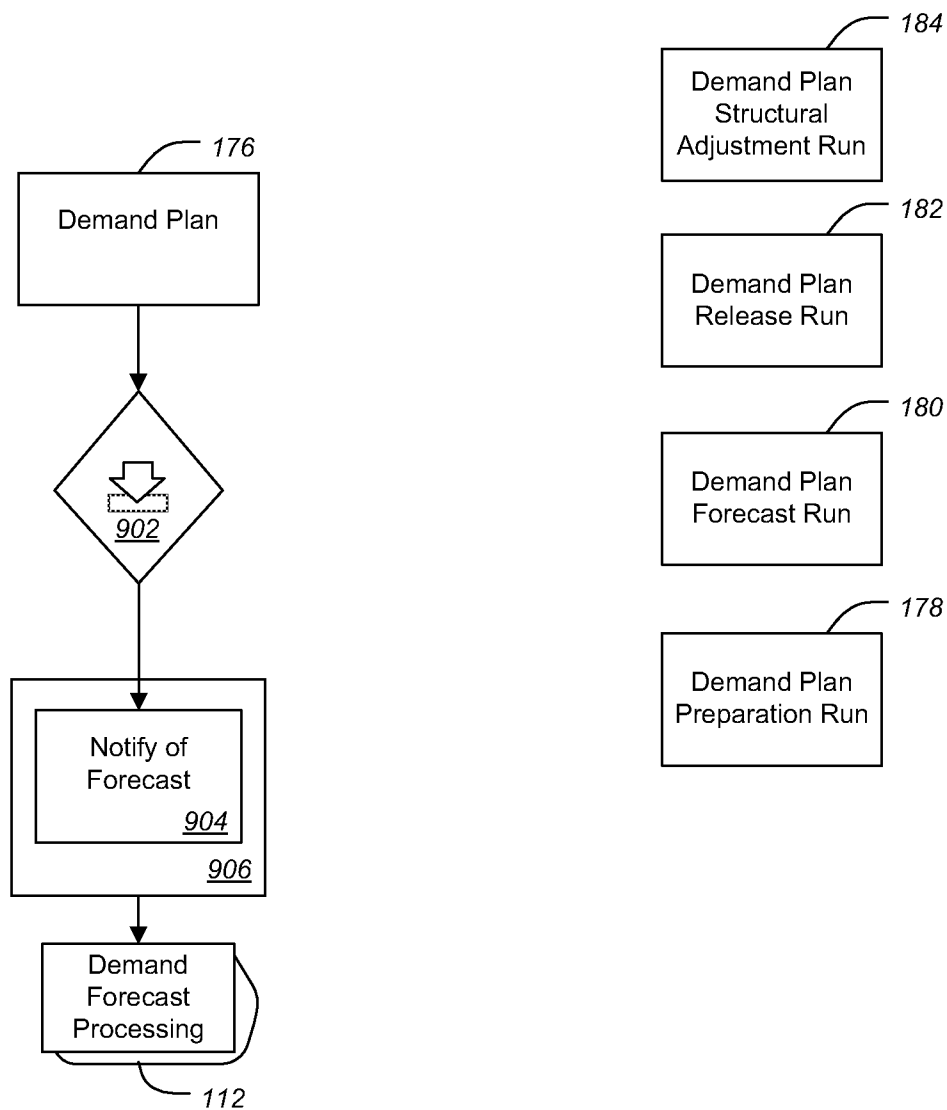 176
Demand Plan
902
Notify of
Forecast
904
906
Demand
Forecast
Processing
112
184
Demand Plan
Structural
Adjustment Run
182
Demand Plan
Release Run
180
Demand Plan
Forecast Run
178
Demand Plan
Preparation Run